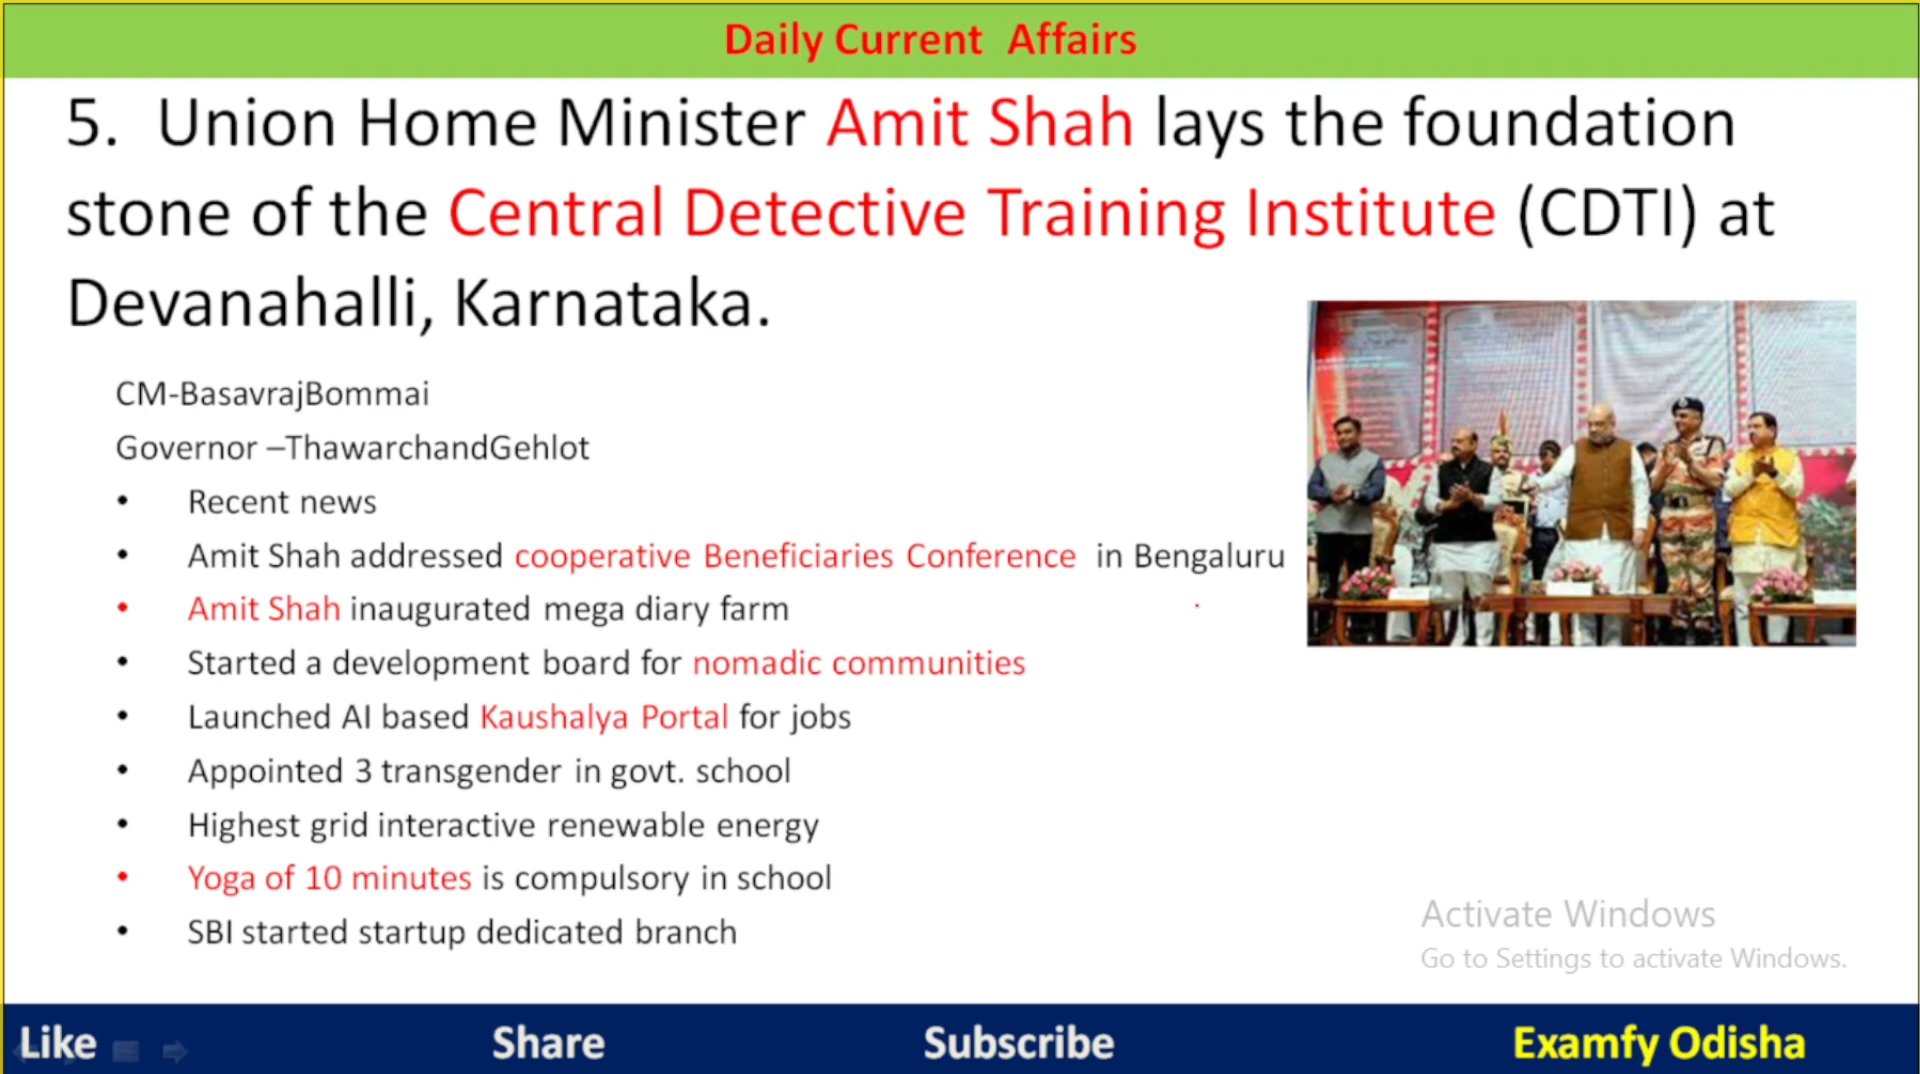 Daily Current Affairs
5. Union Home Minister Amit Shah lays the foundation
stone of the Central Detective Training Institute (CDTI) at
Devanahalli, Karnataka.
CM-BasavrajBommai
Governor –ThawarchandGehlot
• Recent news
• Amit Shah addressed cooperative Beneficiaries Conference in Bengaluru
• Amit Shah inaugurated mega diary farm
• Started a development board for nomadic communities
• Launched AI based Kaushalya Portal for jobs
• Appointed 3 transgender in govt. school
• Highest grid interactive renewable energy
• Yoga of 10 minutes is compulsory in school
• SBI started startup dedicated branch
Activate Windows
Go to Settings to activate Windows.
Like Share Subscribe Examfy Odisha